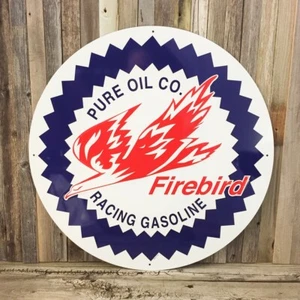 PURE OIL CO.
Firebird
RACING GASOLINE